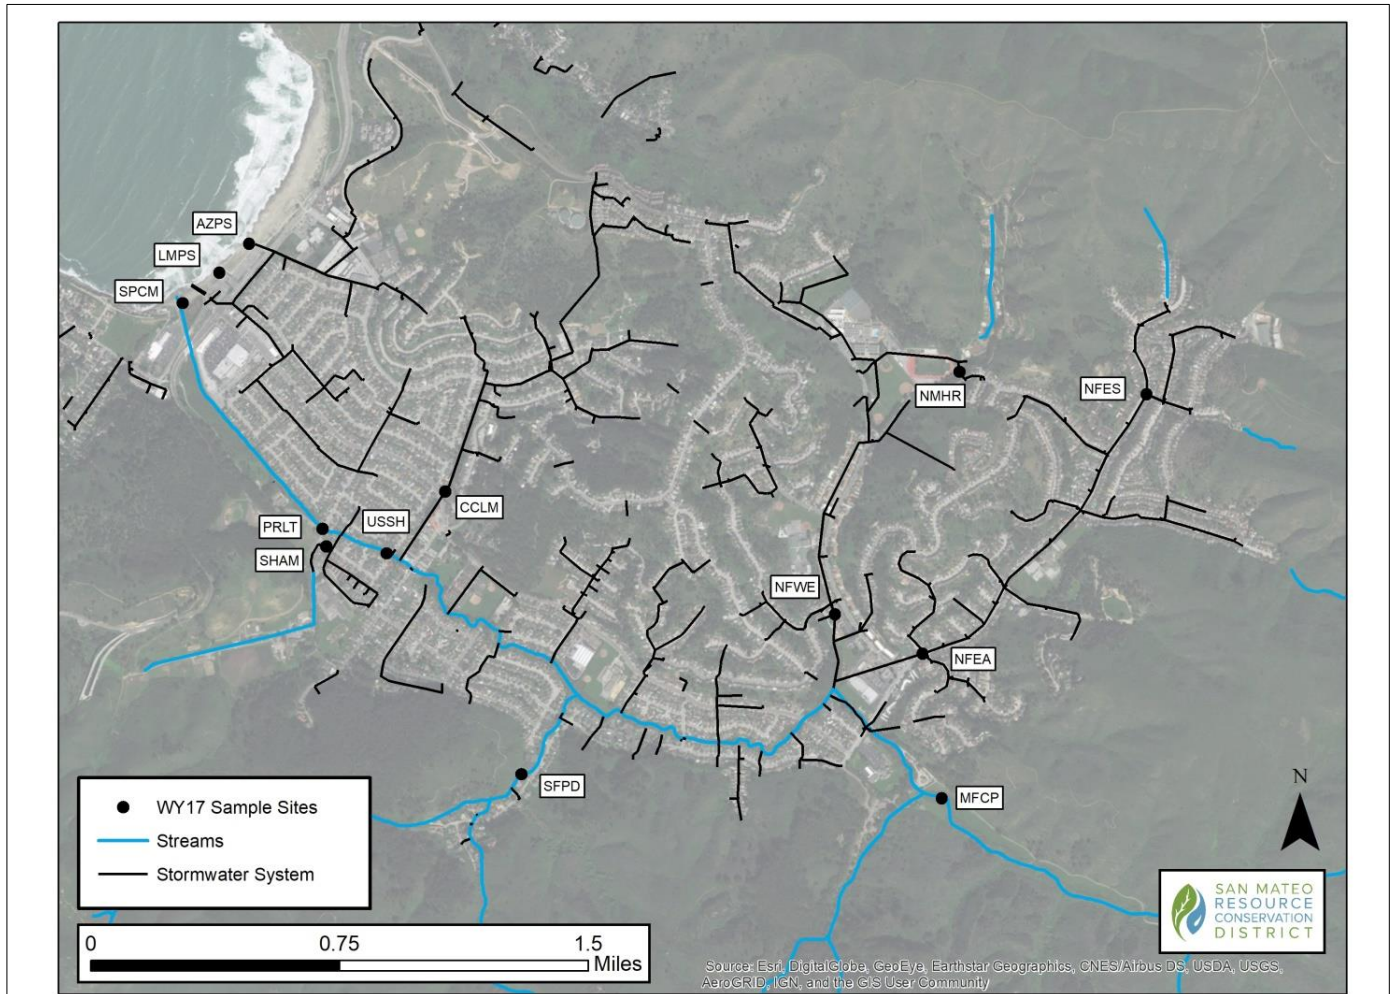 AZPS
LMPS
SPCM
NMHR
NFES
CCLM
PRLT
USSH
SHAM
NFWE
NFEA
SFPD
MFCP
WY17 Sample Sites
Streams
Stormwater System
N
SAN MATEO
RESOURCE
CONSERVATION
DISTRICT
0 0.75 1.5
Miles
Source: Esri, DigitalGlobe, GeoEye, Earthstar Geographics, CNES/Airbus DS, USDA, USGS,
AeroGRID, IGN, and the GIS User Community